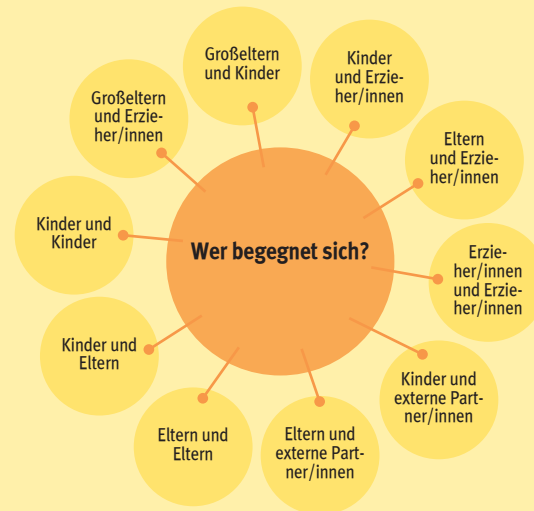 Großeltern
und Kinder
Kinder
und Erzie-
her/innen
Eltern
und Erzie-
her/innen
Erzie-
her/innen
und Erzie-
her/innen
Kinder und
externe Part-
ner/innen
Eltern und
externe Part-
ner/innen
Eltern und
Eltern
Kinder und
Eltern
Kinder und
Kinder
Großeltern
und Erzie-
her/innen
Wer begegnet sich?